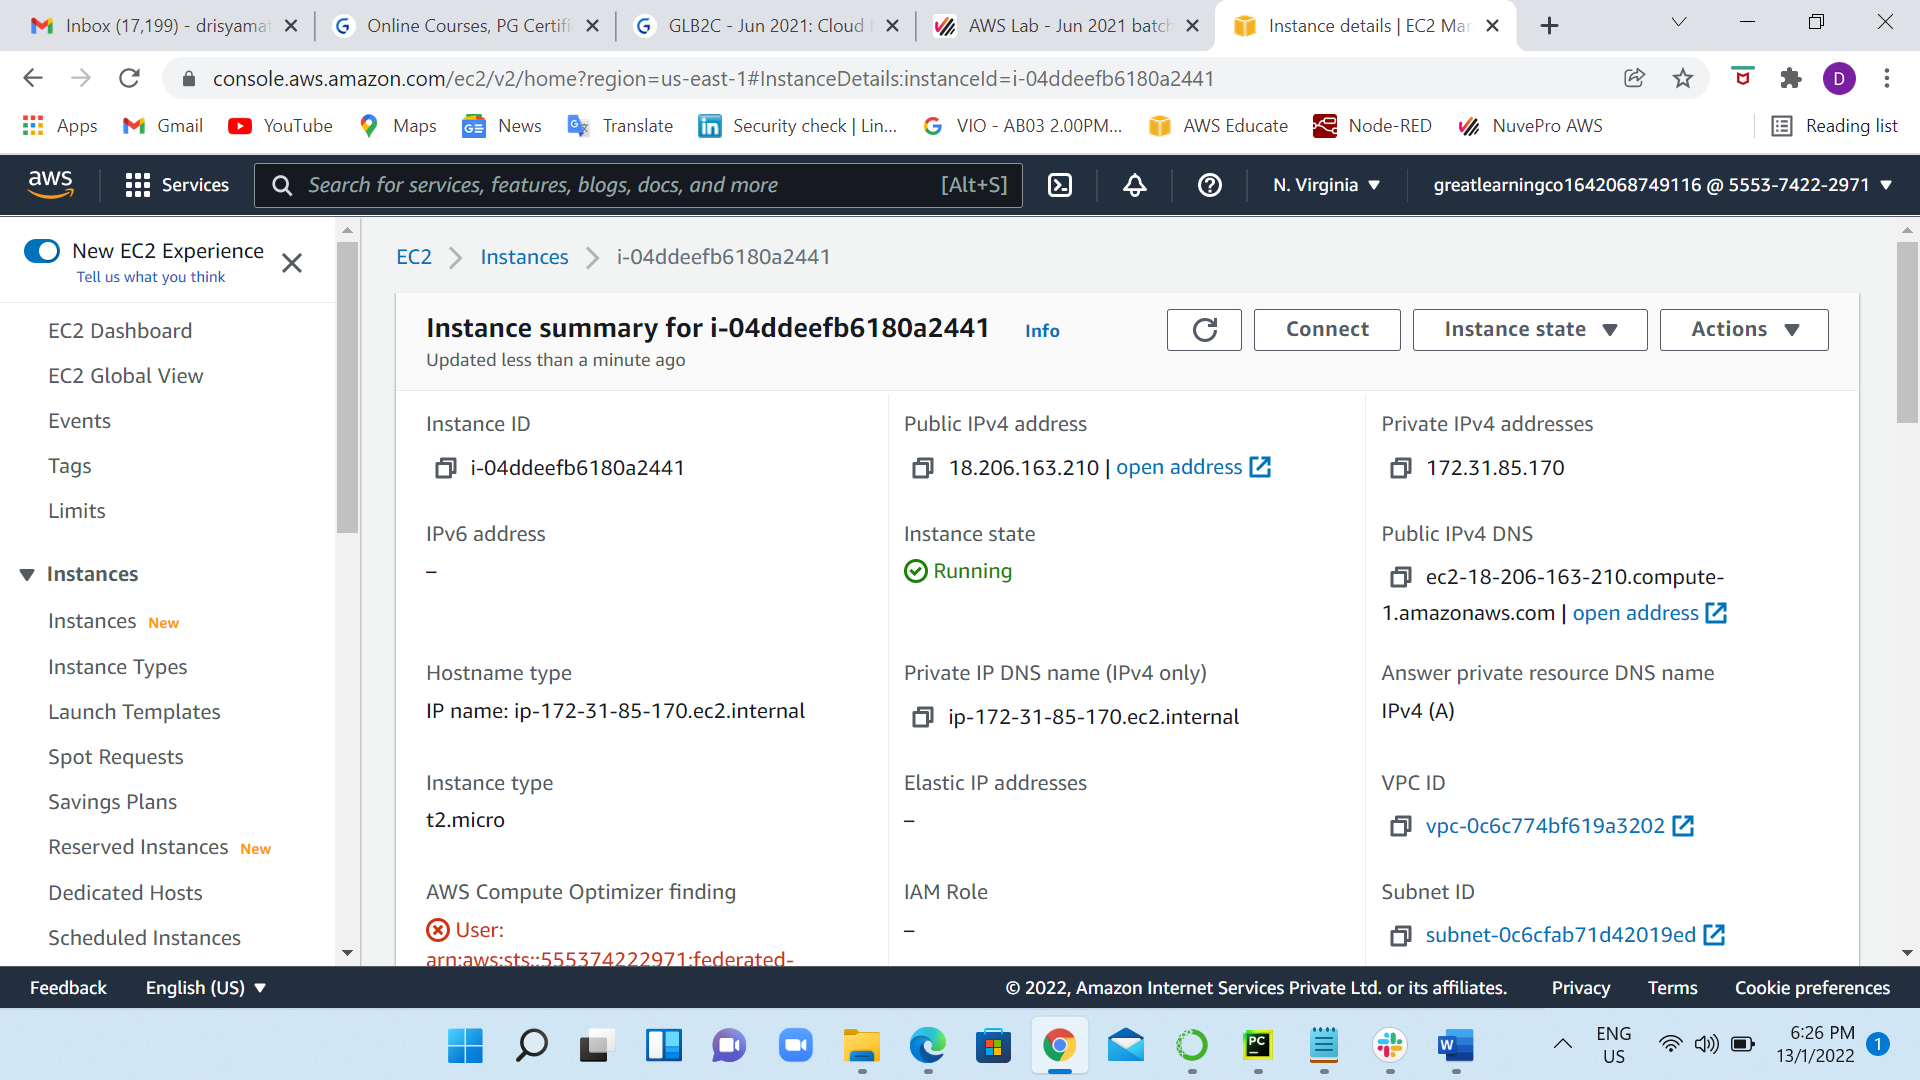 Inbox (17,199) - drisyamat
Online Courses, PG Certifi
GLB2C - Jun 2021: Cloud
AWS Lab - Jun 2021 batch
Instance details | EC2 Man
console.aws.amazon.com/ec2/v2/home?region=us-east-1#InstanceDetails:instanceId=i-04ddeefb6180a2441
D
Apps
Gmail
YouTube
Maps
News
Translate
Security check | Lin...
VIO - AB03 2.00PM...
AWS Educate
Node-RED
NuvePro AWS
Reading list
aws
Services
Search for services, features, blogs, docs, and more
[Alt+S]
N. Virginia
greatlearningco1642068749116 @ 5553-7422-2971
New EC2 Experience
Tell us what you think
EC2 Dashboard
EC2 Global View
Events
Tags
Limits
Instances
Instances New
Instance Types
Launch Templates
Spot Requests
Savings Plans
Reserved Instances New
Dedicated Hosts
Scheduled Instances
EC2
Instances
i-04ddeefb6180a2441
Instance summary for i-04ddeefb6180a2441 Info
Updated less than a minute ago
Connect
Instance state
Actions
Instance ID
i-04ddeefb6180a2441
Public IPv4 address
18.206.163.210 | open address
Private IPv4 addresses
172.31.85.170
IPv6 address
–
Instance state
Running
Public IPv4 DNS
ec2-18-206-163-210.compute-
1.amazonaws.com | open address
Hostname type
IP name: ip-172-31-85-170.ec2.internal
Private IP DNS name (IPv4 only)
ip-172-31-85-170.ec2.internal
Answer private resource DNS name
IPv4 (A)
Instance type
t2.micro
Elastic IP addresses
–
VPC ID
vpc-0c6c774bf619a3202
AWS Compute Optimizer finding
User:
arn:aws:sts::555374222971:federated-
IAM Role
–
Subnet ID
subnet-0c6cfab71d42019ed
Feedback
English (US)
© 2022, Amazon Internet Services Private Ltd. or its affiliates.
Privacy
Terms
Cookie preferences
PC
W
ENG
US
6:26 PM
13/1/2022
1